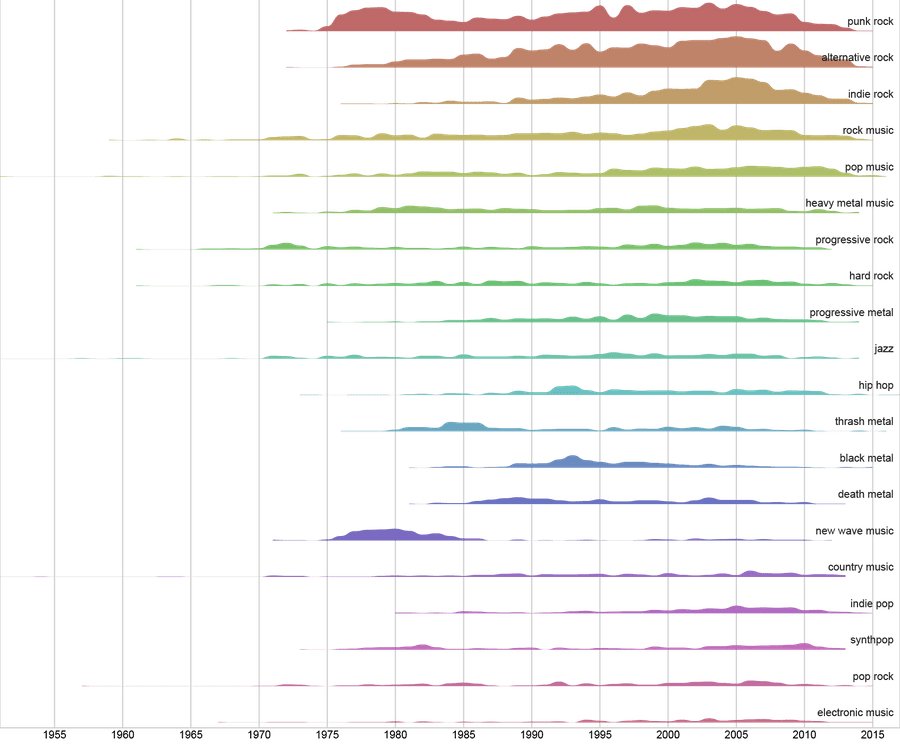 punk rock
alternative rock
indie rock
rock music
pop music
heavy metal music
progressive rock
hard rock
progressive metal
jazz
hip hop
thrash metal
black metal
death metal
new wave music
country music
indie pop
synthpop
pop rock
electronic music
1955 1960 1965 1970 1975 1980 1985 1990 1995 2000 2005 2010 2015